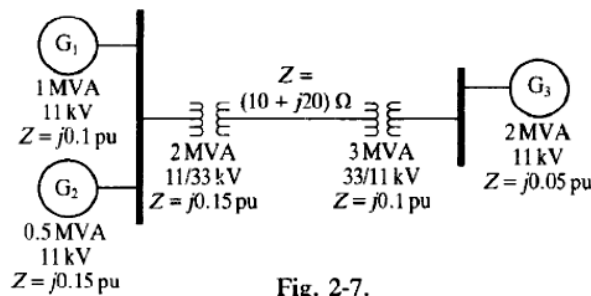 G₁
1 MVA
11 kV
Z = j0.1 pu
G₂
0.5 MVA
11 kV
Z = j0.15 pu
2 MVA
11/33 kV
Z = j0.15 pu
Z =
(10 + j20) Ω
3 MVA
33/11 kV
Z = j0.1 pu
G₃
2 MVA
11 kV
Z = j0.05 pu
Fig. 2-7.